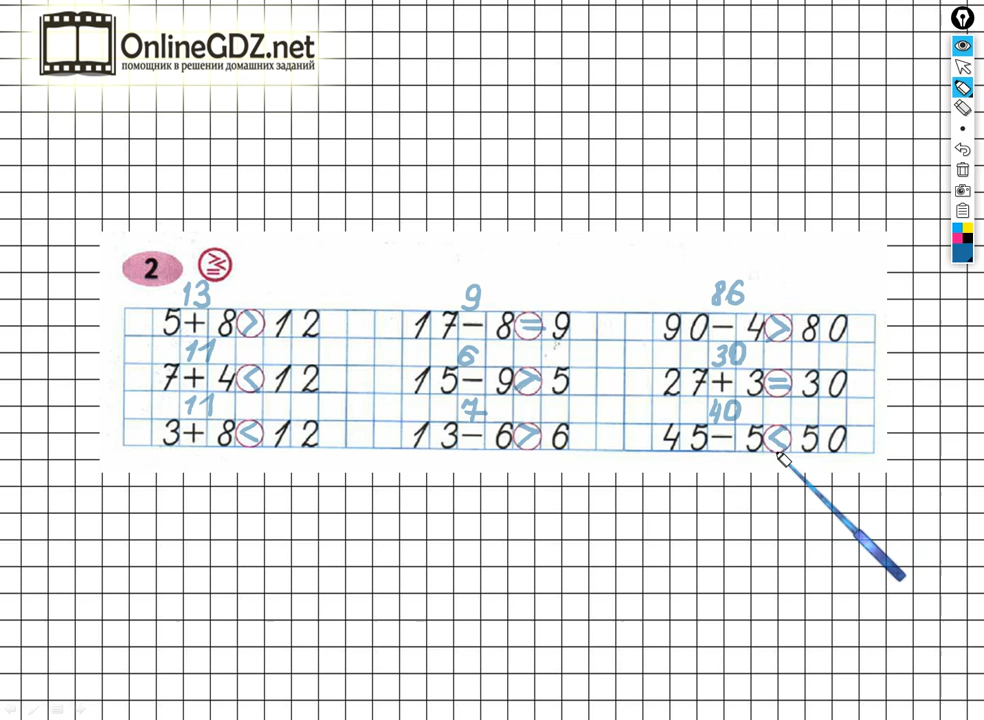 OnlineGDZ.net
помощник в решении домашних заданий
2 > < =
13 9 86
5+8>12 17-8=9 90-4>80
11 6 30
7+4<12 15-9>5 27+3=30
11 7 40
3+8<12 13-6>6 45-5<50